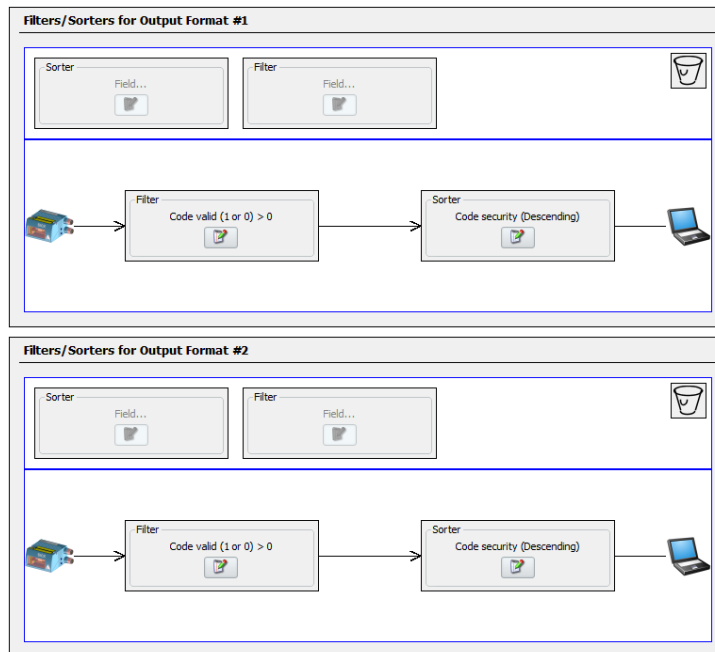 Filters/Sorters for Output Format #1
Sorter
Filter
Field...
Field...
Filter
Sorter
Code valid (1 or 0) > 0
Code security (Descending)
Filters/Sorters for Output Format #2
Sorter
Filter
Field...
Field...
Filter
Sorter
Code valid (1 or 0) > 0
Code security (Descending)